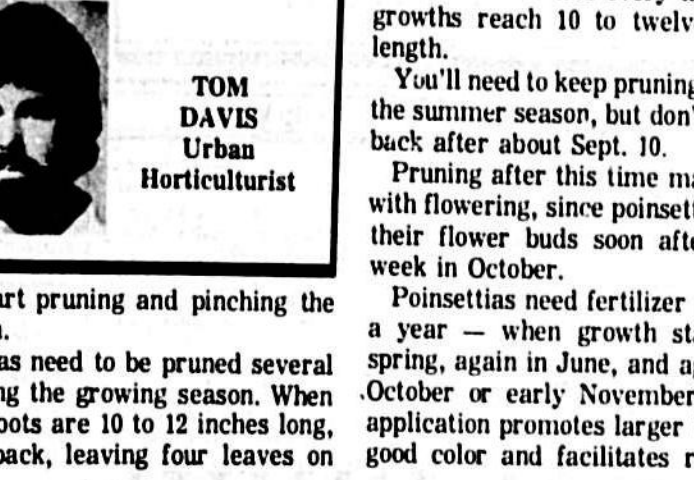 TOM
DAVIS
Urban
Horticulturist
art pruning and pinching the
as need to be pruned several
ng the growing season. When
oots are 10 to 12 inches long,
back, leaving four leaves on
growths reach 10 to twelv
length.
You'll need to keep pruning
the summer season, but don'
back after about Sept. 10.
Pruning after this time ma
with flowering, since poinsett
their flower buds soon afte
week in October.
Poinsettias need fertilizer
a year — when growth st
spring, again in June, and a
October or early November
application promotes larger
good color and facilitates r